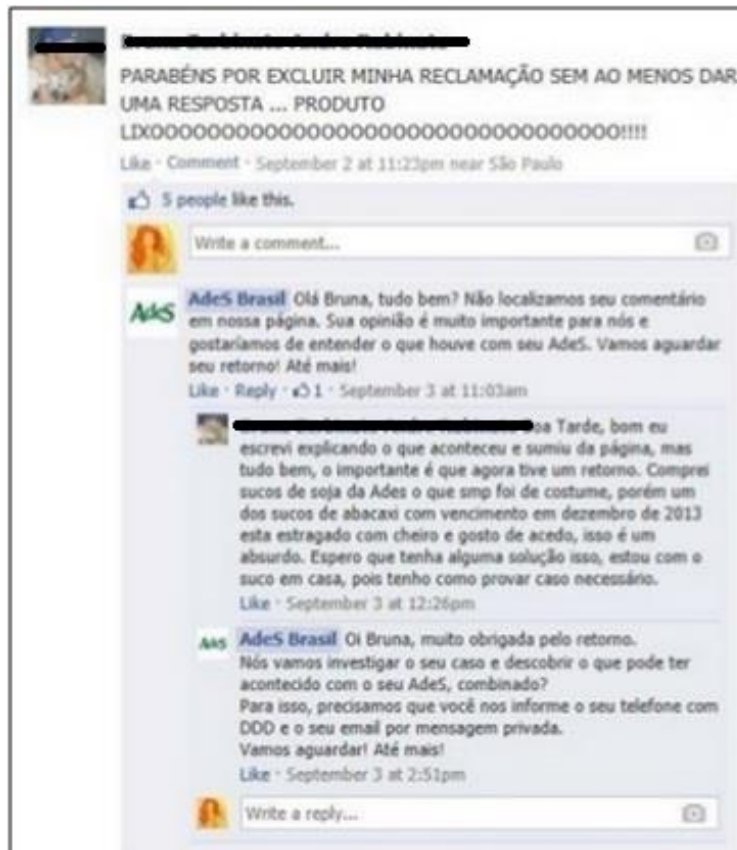 PARABÉNS POR EXCLUIR MINHA RECLAMAÇÃO SEM AO MENOS DAR
UMA RESPOSTA ... PRODUTO
LIXOOOOOOOOOOOOOOOOOOOOOOOOOOOOOOOOOO!!!!
Like · Comment · September 2 at 11:23pm near São Paulo
5 people like this.
Write a comment...
AdeS
AdeS Brasil Olá Bruna, tudo bem? Não localizamos seu comentário
em nossa página. Sua opinião é muito importante para nós e
gostaríamos de entender o que houve com seu AdeS. Vamos aguardar
seu retorno! Até mais!
Like · Reply · 1 · September 3 at 11:03am
oa Tarde, bom eu
escrevi explicando o que aconteceu e sumiu da página, mas
tudo bem, o importante é que agora tive um retorno. Comprei
sucos de soja da Ades o que smp foi de costume, porém um
dos sucos de abacaxi com vencimento em dezembro de 2013
esta estragado com cheiro e gosto de acedo, isso é um
absurdo. Espero que tenha alguma solução isso, estou com o
suco em casa, pois tenho como provar caso necessário.
Like · September 3 at 12:26pm
AdeS
AdeS Brasil Oi Bruna, muito obrigada pelo retorno.
Nós vamos investigar o seu caso e descobrir o que pode ter
acontecido com o seu AdeS, combinado?
Para isso, precisamos que você nos informe o seu telefone com
DDD e o seu email por mensagem privada.
Vamos aguardar! Até mais!
Like · September 3 at 2:51pm
Write a reply...